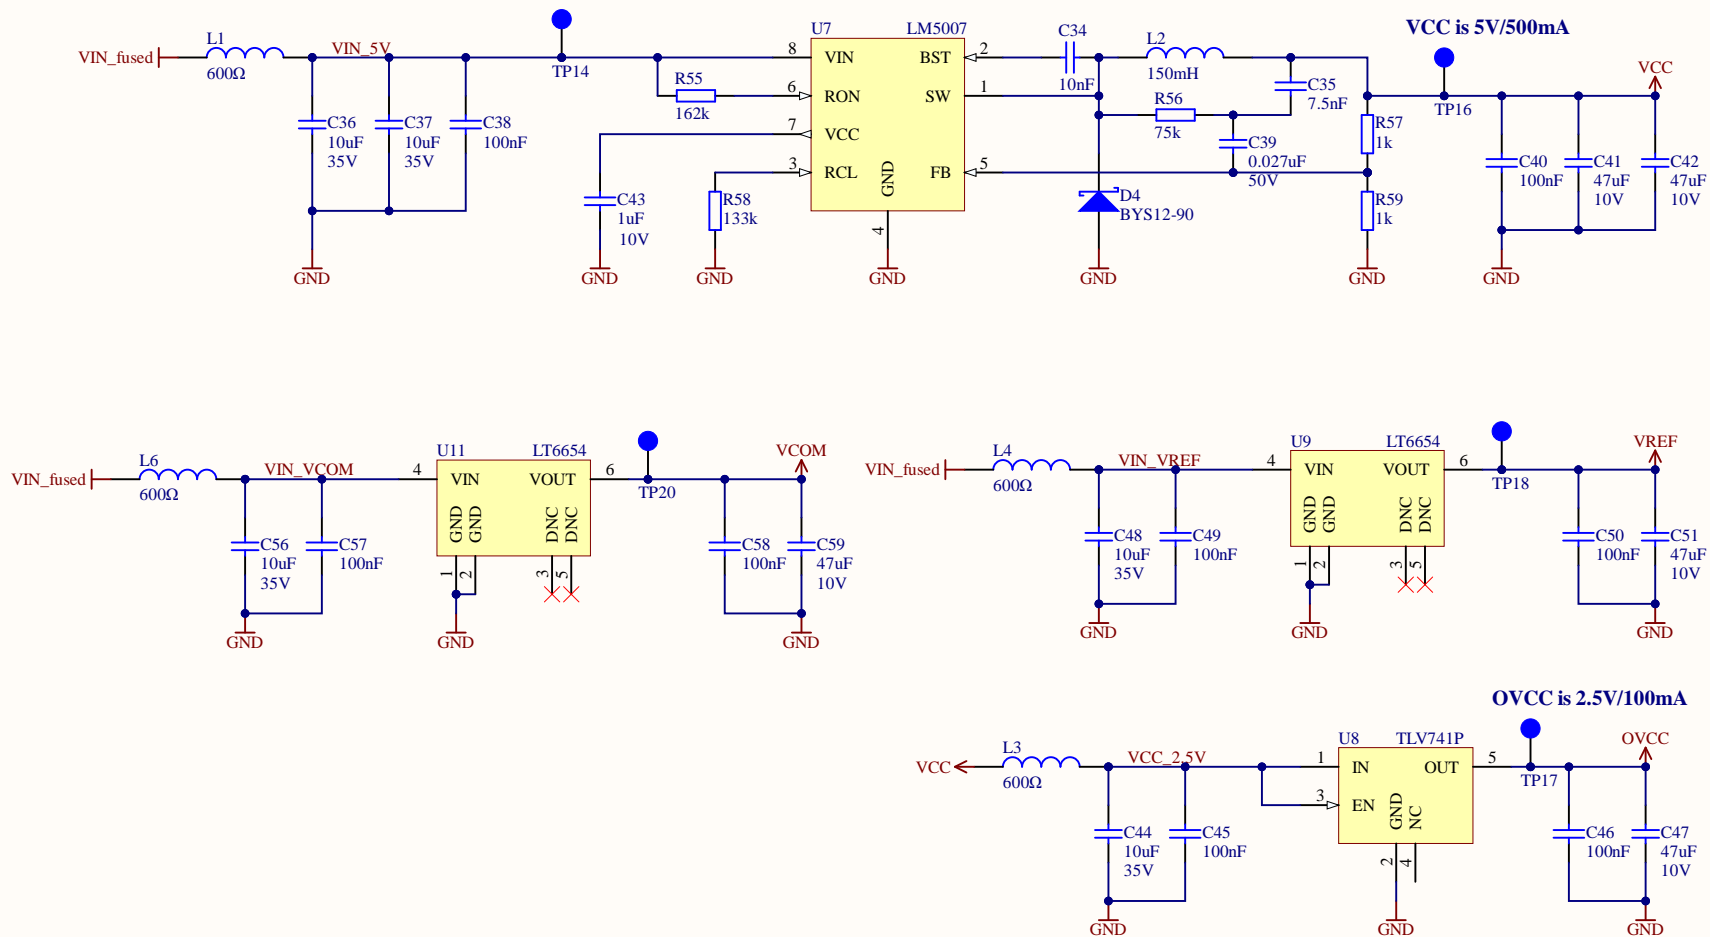 VCC is 5V/500mA
VIN_fused
L1
600Ω
VIN_5V
TP14
R55
162k
C36
10uF
35V
C37
10uF
35V
C38
100nF
GND
C43
1uF
10V
GND
R58
133k
GND
U7
LM5007
8
VIN
6
RON
7
VCC
3
RCL
BST
2
SW
1
FB
5
GND
4
GND
C34
10nF
L2
150mH
R56
75k
C35
7.5nF
C39
0.027uF
50V
D4
BYS12-90
GND
R57
1k
R59
1k
GND
TP16
VCC
C40
100nF
C41
47uF
10V
C42
47uF
10V
GND
VIN_fused
L6
600Ω
VIN_VCOM
C56
10uF
35V
C57
100nF
GND
U11
LT6654
4
VIN
VOUT
6
GND
GND
DNC
DNC
1
2
3
5
GND
TP20
VCOM
C58
100nF
C59
47uF
10V
GND
VIN_fused
L4
600Ω
VIN_VREF
C48
10uF
35V
C49
100nF
GND
U9
LT6654
4
VIN
VOUT
6
GND
GND
DNC
DNC
1
2
3
5
GND
TP18
VREF
C50
100nF
C51
47uF
10V
GND
OVCC is 2.5V/100mA
VCC
L3
600Ω
VCC_2.5V
C44
10uF
35V
C45
100nF
GND
U8
TLV741P
1
IN
OUT
5
3
EN
GND
NC
2
4
GND
TP17
OVCC
C46
100nF
C47
47uF
10V
GND